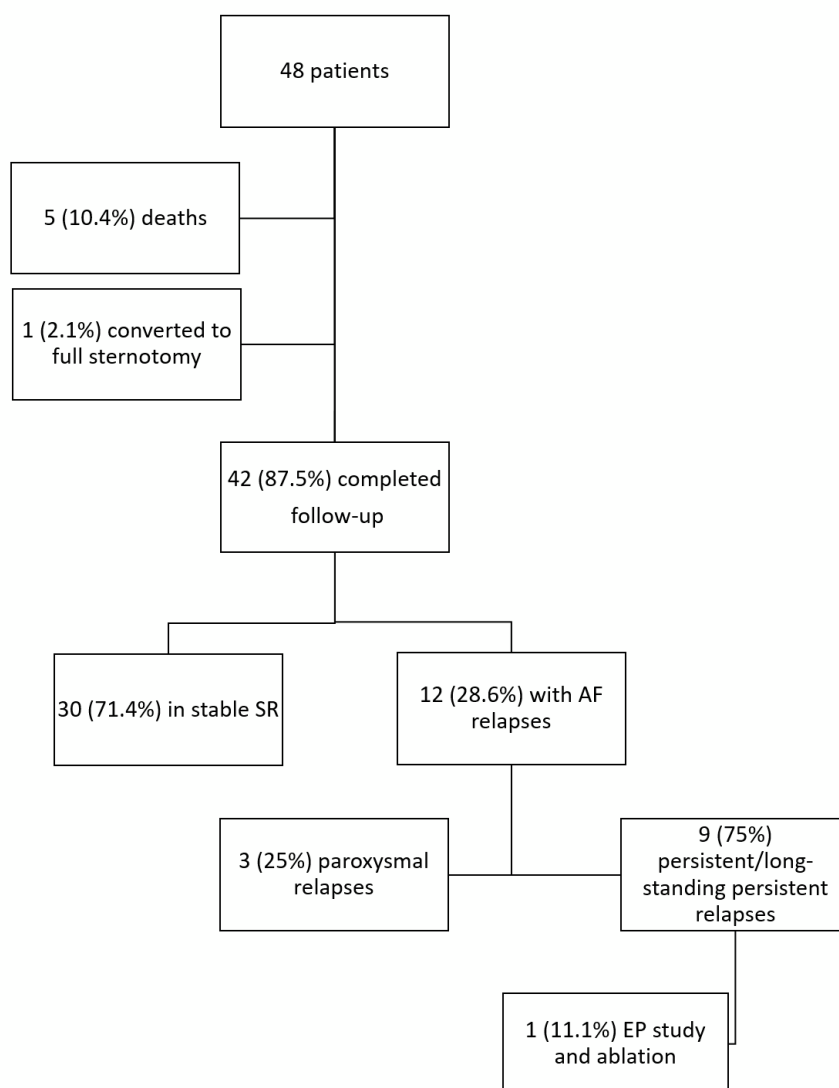 48 patients
5 (10.4%) deaths
1 (2.1%) converted to
full sternotomy
42 (87.5%) completed
follow-up
30 (71.4%) in stable SR
12 (28.6%) with AF
relapses
3 (25%) paroxysmal
relapses
9 (75%)
persistent/long-
standing persistent
relapses
1 (11.1%) EP study
and ablation